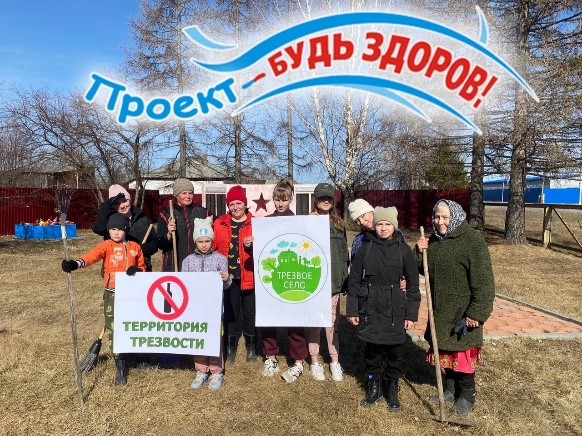 Проект – БУДЬ ЗДОРОВ!
ТРЕЗВОЕ
СЕЛО
ТЕРРИТОРИЯ
ТРЕЗВОСТИ